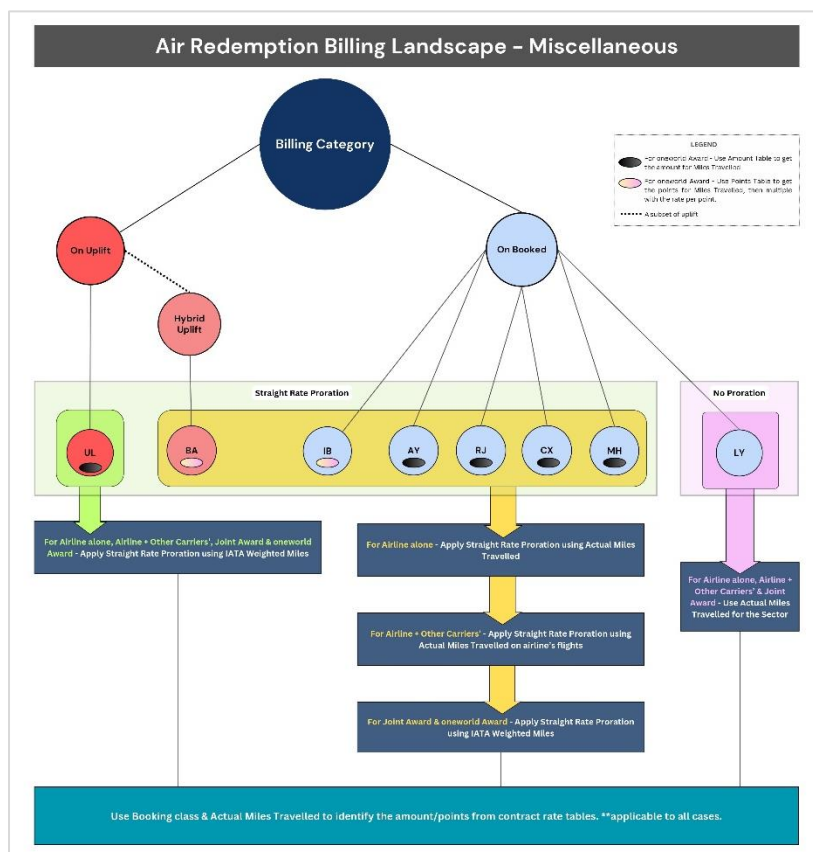 Air Redemption Billing Landscape - Miscellaneous
Billing Category
LEGEND
For oneworld Award - Use Amount Table to get
the amount for Miles Travelled
For oneworld Award - Use Points Table to get
the points for Miles Travelled, then multiple
with the rate per point.
A subset of uplift
On Uplift
On Booked
Hybrid
Uplift
Straight Rate Proration
No Proration
UL
BA
IB
AY
RJ
CX
MH
LY
For Airline alone, Airline + Other Carriers', Joint Award & oneworld
Award - Apply Straight Rate Proration using IATA Weighted Miles
For Airline alone - Apply Straight Rate Proration using Actual Miles
Travelled
For Airline alone, Airline +
Other Carriers' & Joint
Award - Use Actual Miles
Travelled for the Sector
For Airline + Other Carriers' - Apply Straight Rate Proration using
Actual Miles Travelled on airline's flights
For Joint Award & oneworld Award - Apply Straight Rate Proration
using IATA Weighted Miles
Use Booking class & Actual Miles Travelled to identify the amount/points from contract rate tables. **applicable to all cases.